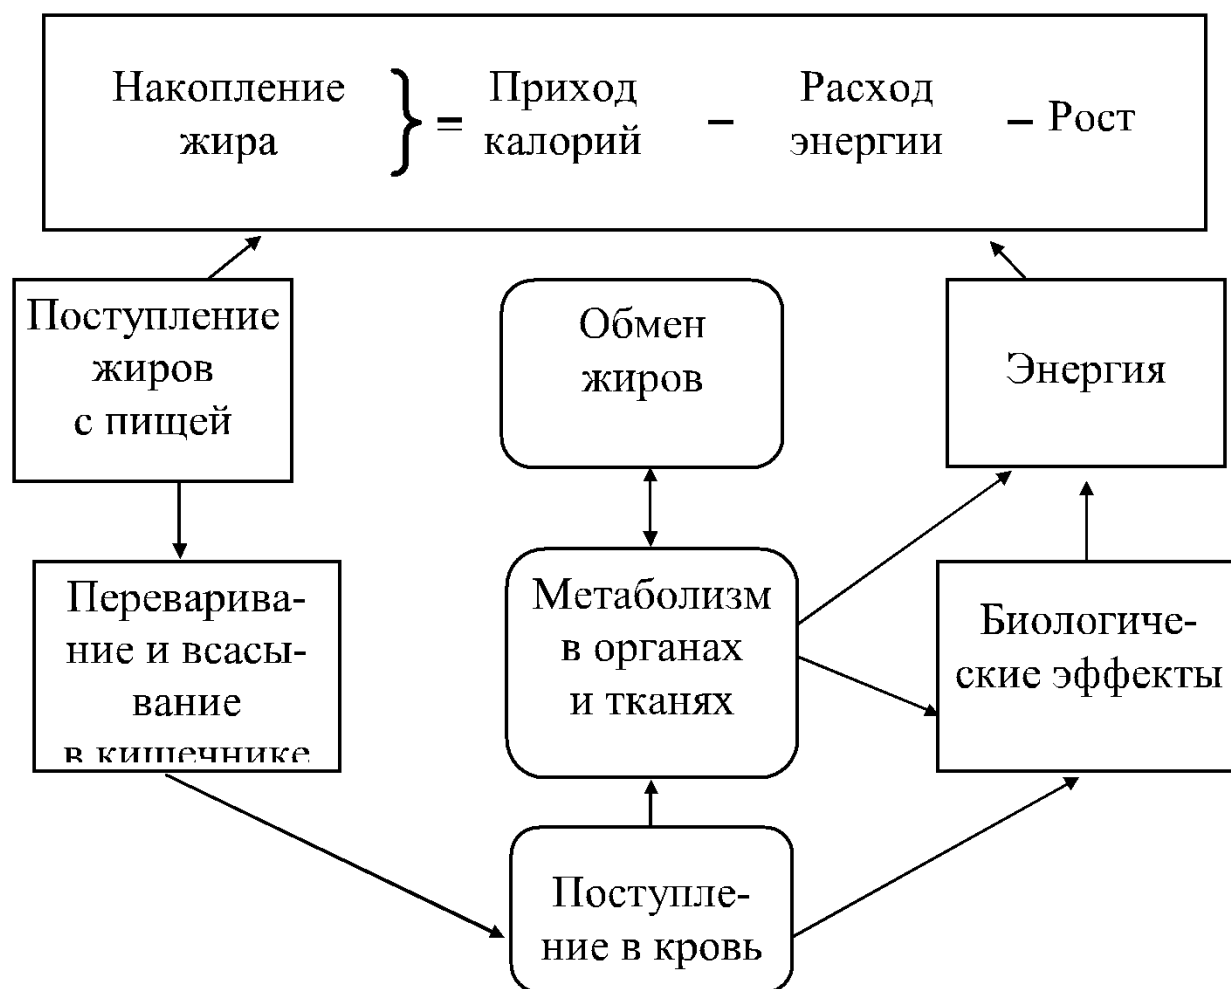 Накопление
жира
} =
Приход
калорий
–
Расход
энергии
– Рост
Поступление
жиров
с пищей
Обмен
жиров
Энергия
Переварива-
ние и всасы-
вание
в кишечнике
Метаболизм
в органах
и тканях
Биологиче-
ские эффекты
Поступле-
ние в кровь